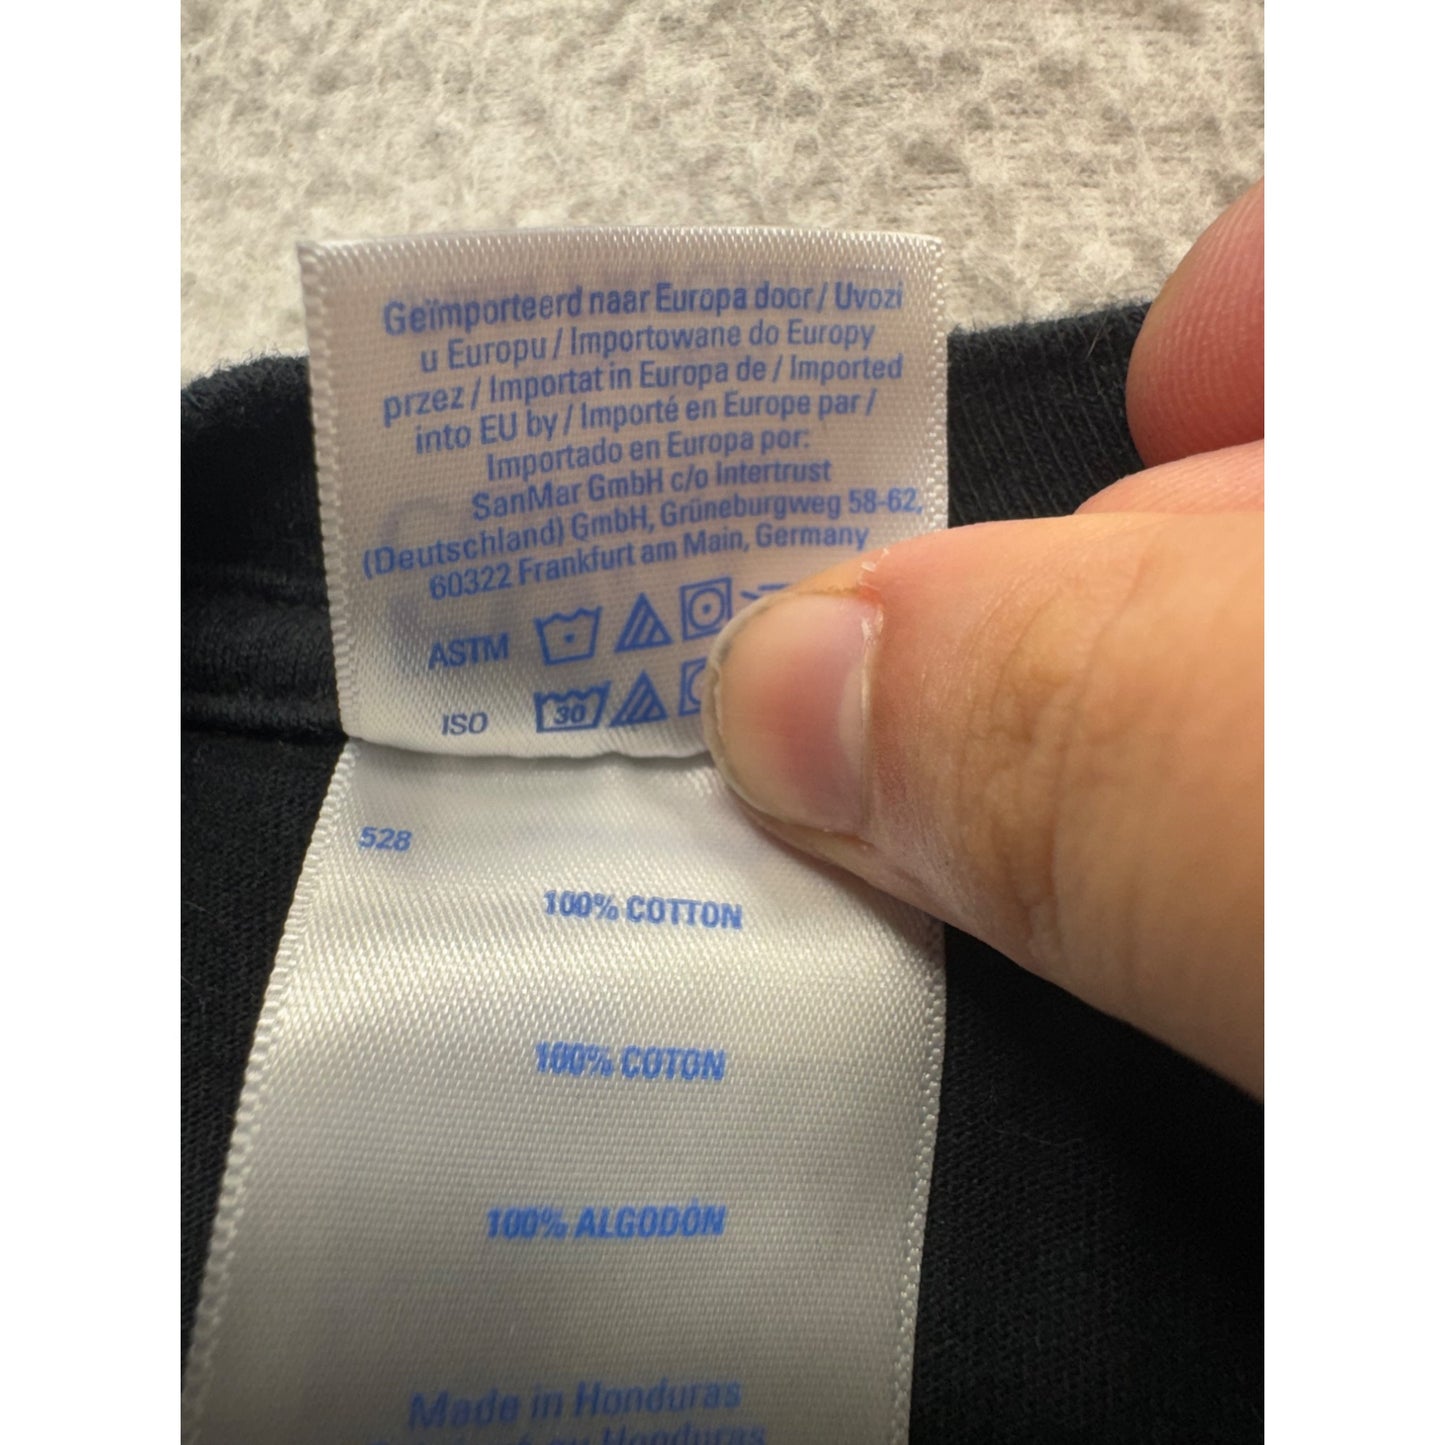 Geïmporteerd naar Europa door / Uvozi
u Europu / Importowane do Europy
przez / Importat in Europa de / Imported
into EU by / Importé en Europe par /
Importado en Europa por:
SanMar GmbH c/o Intertrust
(Deutschland) GmbH, Grüneburgweg 58-62,
60322 Frankfurt am Main, Germany
ASTM
ISO 30
528
100% COTTON
100% COTON
100% ALGODÓN
Made in Honduras
Honduras